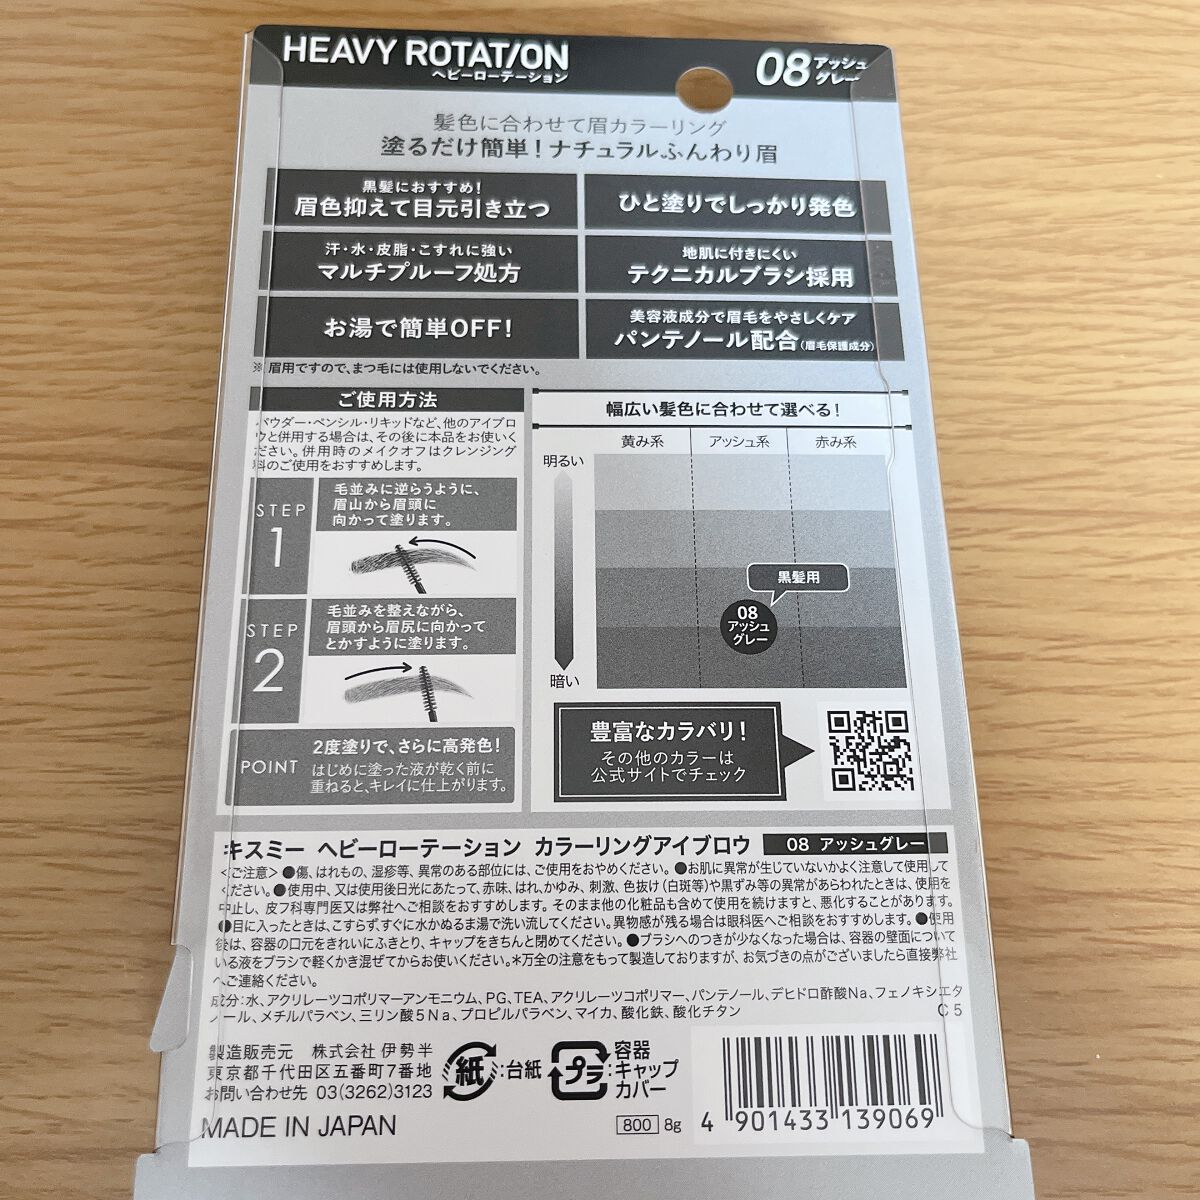 HEAVY ROTATION
ヘビーローテーション
08 アッシュ
グレー
髪色に合わせて眉カラーリング
塗るだけ簡単!ナチュラルふんわり眉
黒髪におすすめ!
眉色抑えて目元引き立つ
ひと塗りでしっかり発色
汗・水・皮脂・こすれに強い
マルチプルーフ処方
地肌に付きにくい
テクニカルブラシ採用
お湯で簡単OFF!
美容液成分で眉毛をやさしくケア
パンテノール配合(眉毛保護成分)
※ 眉用ですので、まつ毛には使用しないでください。
ご使用方法
パウダー・ペンシル・リキッドなど、他のアイブロ
ウと併用する場合は、その後に本品をお使いく
ださい。併用時のメイクオフはクレンジング
料のご使用をおすすめします。
STEP
1
毛並みに逆らうように、
眉山から眉頭に
向かって塗ります。
STEP
2
毛並みを整えながら、
眉頭から眉尻に向かって
とかすように塗ります。
POINT
2度塗りで、さらに高発色!
はじめに塗った液が乾く前に
重ねると、キレイに仕上がります。
幅広い髪色に合わせて選べる!
黄み系 アッシュ系 赤み系
明るい
黒髪用
08
アッシュ
グレー
暗い
豊富なカラバリ!
その他のカラーは
公式サイトでチェック
キスミー ヘビーローテーション カラーリングアイブロウ 08 アッシュグレー
<ご注意> ●傷、はれもの、湿疹等、異常のある部位には、ご使用をおやめください。●お肌に異常が生じていないかよく注意して使用して
ください。●使用中、又は使用後日光にあたって、赤味、はれ、かゆみ、刺激、色抜け(白斑等)や黒ずみ等の異常があらわれたときは、使用を
中止し、皮フ科専門医又は弊社へご相談をおすすめします。そのまま他の化粧品も含めて使用を続けますと、悪化することがあります。
●目に入ったときは、こすらず、すぐに水かぬるま湯で洗い流してください。異物感が残る場合は眼科医へご相談をおすすめします。●使用
後は、容器の口元をきれいにふきとり、キャップをきちんと閉めてください。●ブラシへのつきが少なくなった場合は、容器の壁面について
いる液をブラシで軽くかき混ぜてからお使いください。*万全の注意をもって製造しておりますが、お気づきの点がございましたら直接弊社
へご連絡ください。
成分:水、アクリレーツコポリマーアンモニウム、PG、TEA、アクリレーツコポリマー、パンテノール、デヒドロ酢酸Na、フェノキシエタ
ノール、メチルパラベン、三リン酸5Na、プロピルパラベン、マイカ、酸化鉄、酸化チタン C5
製造販売元 株式会社 伊勢半
東京都千代田区五番町7番地
お問い合わせ先 03(3262)3123
MADE IN JAPAN
紙 :台紙
プラ 容器
:キャップ
カバー
800 8g
4 901433 139069